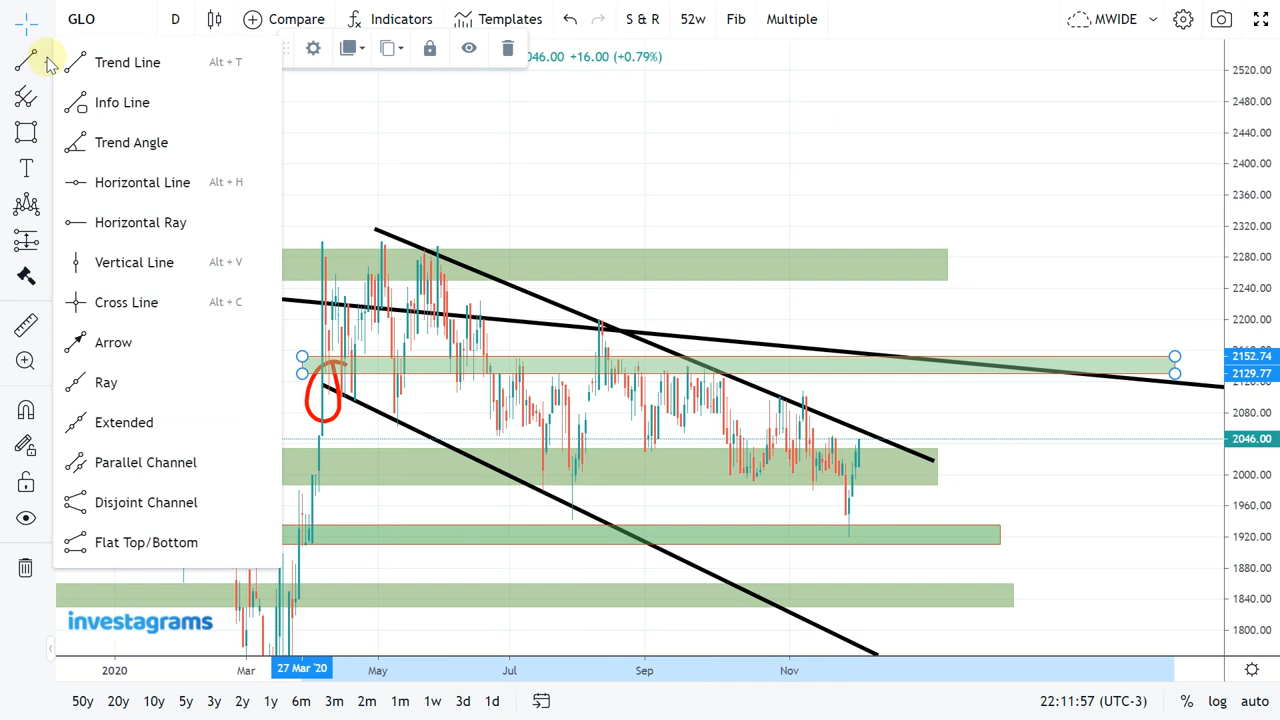 GLO D Compare Indicators Templates S & R 52w Fib Multiple MWIDE
046.00 +16.00 (+0.79%)
Trend Line Alt + T
Info Line
Trend Angle
Horizontal Line Alt + H
Horizontal Ray
Vertical Line Alt + V
Cross Line Alt + C
Arrow
Ray
Extended
Parallel Channel
Disjoint Channel
Flat Top/Bottom
2520.00
2480.00
2440.00
2400.00
2360.00
2320.00
2280.00
2240.00
2200.00
2152.74
2129.77
2080.00
2046.00
2000.00
1960.00
1920.00
1880.00
1840.00
1800.00
investagrams
2020 Mar 27 Mar '20 May Jul Sep Nov
50y 20y 10y 5y 3y 2y 1y 6m 3m 2m 1m 1w 3d 1d 22:11:57 (UTC-3) % log auto